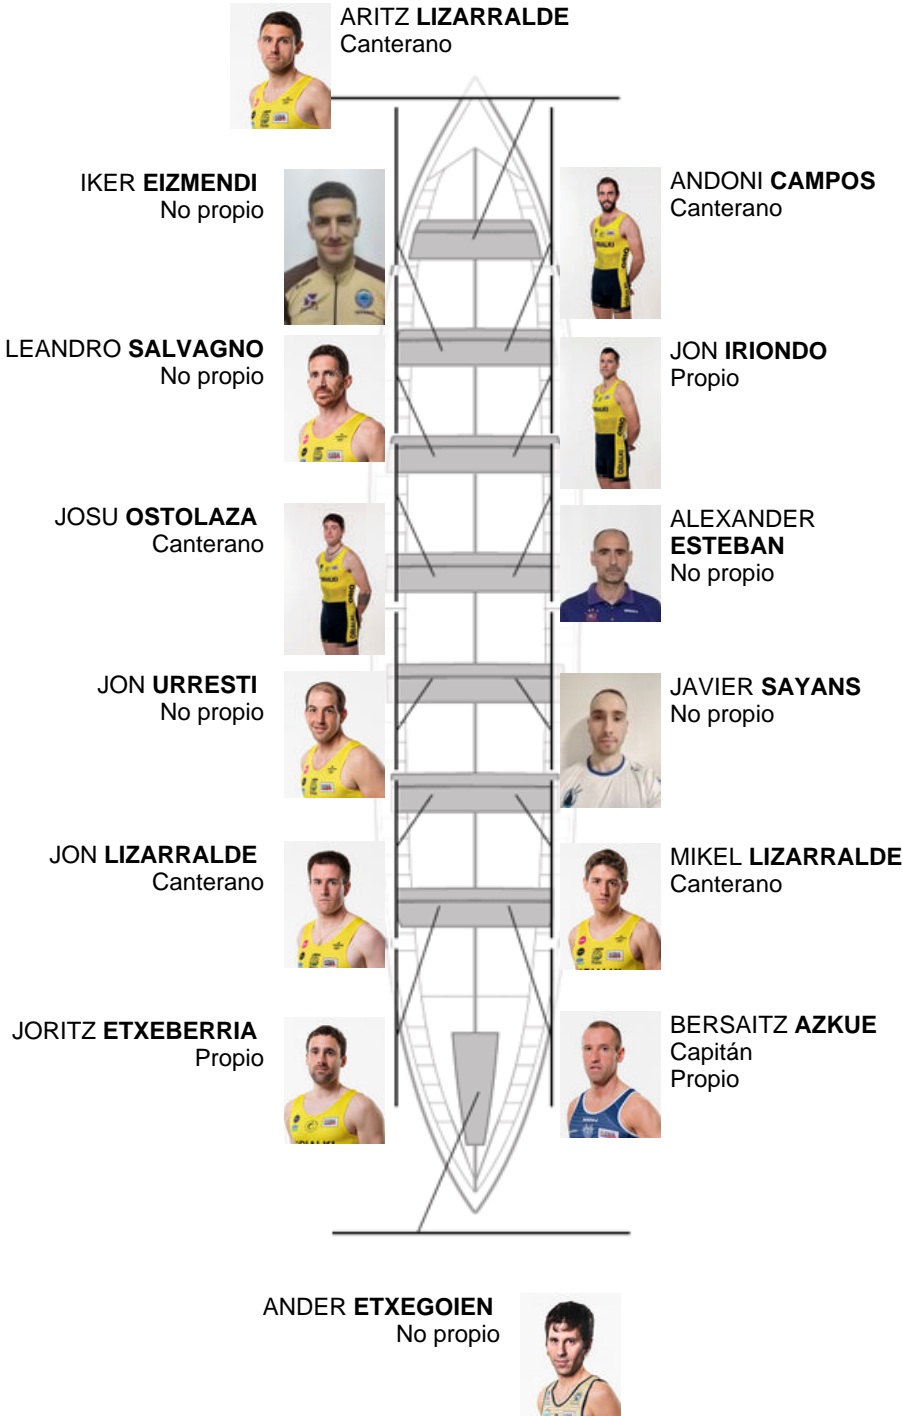 ARITZ LIZARRALDE
Canterano
IKER EIZMENDI
No propio
ANDONI CAMPOS
Canterano
LEANDRO SALVAGNO
No propio
JON IRIONDO
Propio
JOSU OSTOLAZA
Canterano
ALEXANDER
ESTEBAN
No propio
JON URRESTI
No propio
JAVIER SAYANS
No propio
JON LIZARRALDE
Canterano
MIKEL LIZARRALDE
Canterano
JORITZ ETXEBERRIA
Propio
BERSAITZ AZKUE
Capitán
Propio
ANDER ETXEGOIEN
No propio